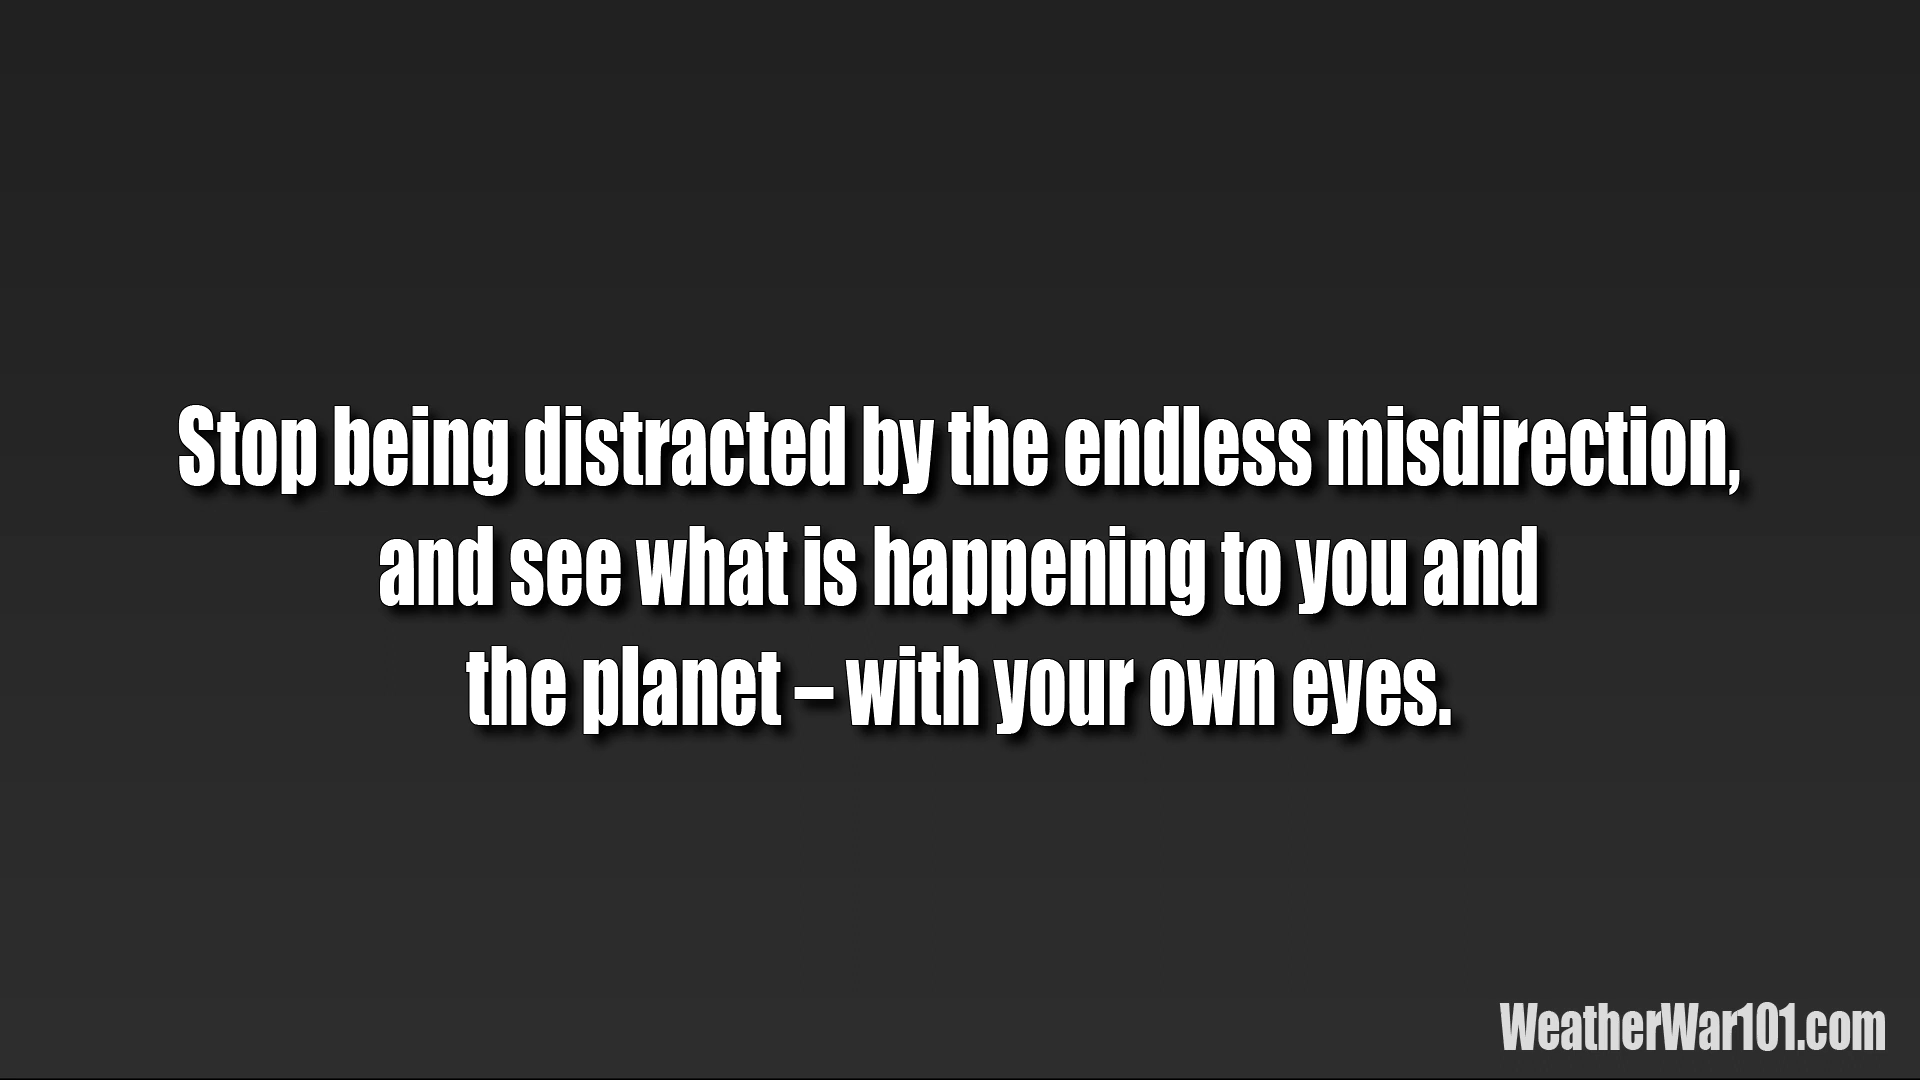 Stop being distracted by the endless misdirection,
and see what is happening to you and
the planet – with your own eyes.
WeatherWar101.com